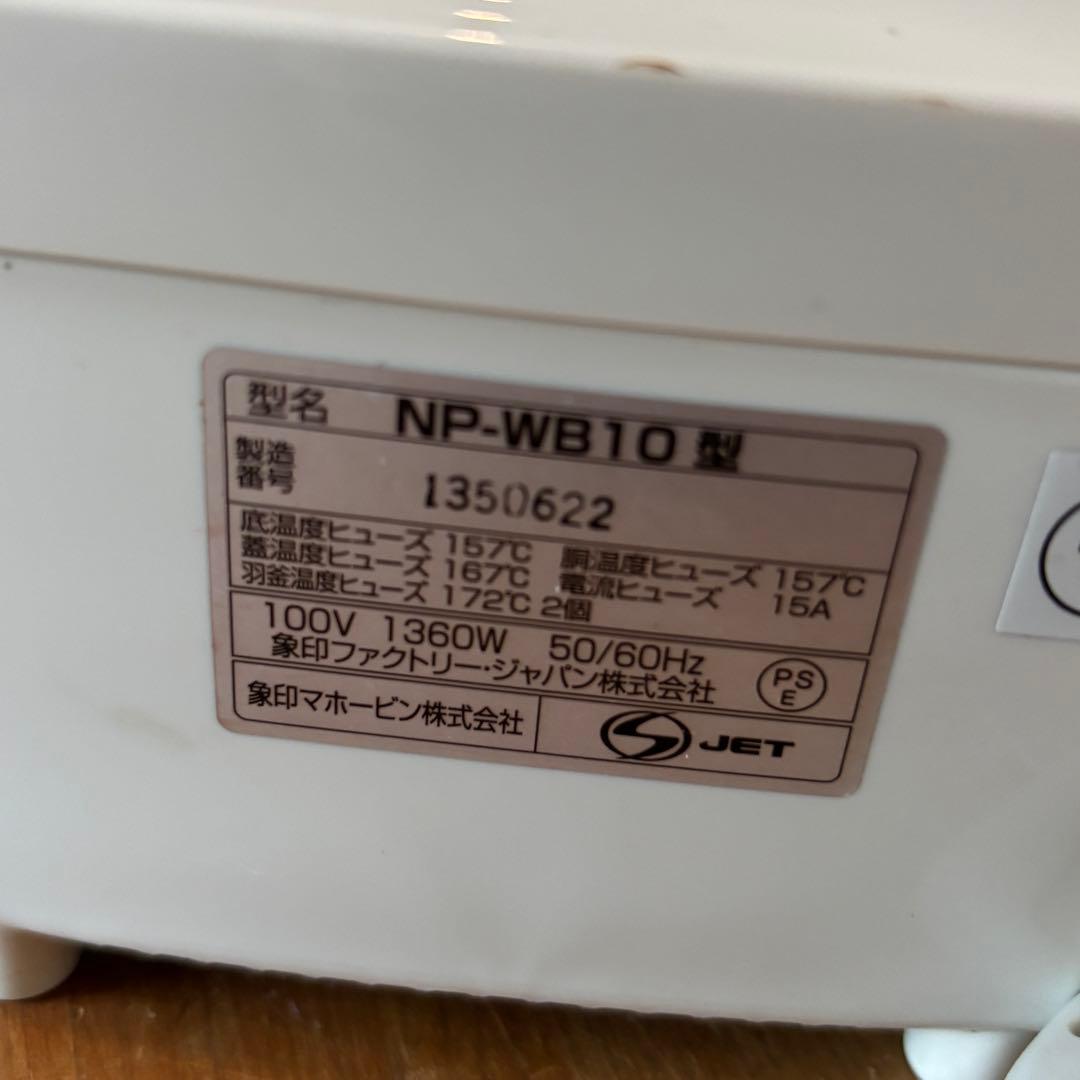 型名 NP-WB10 型
製造番号 1350622
底温度ヒューズ 157℃ 胴温度ヒューズ 157℃
蓋温度ヒューズ 167℃ 電流ヒューズ 15A
羽釜温度ヒューズ 172℃ 2個
100V 1360W 50/60Hz
象印ファクトリー・ジャパン株式会社
PS
E
象印マホービン株式会社
JET